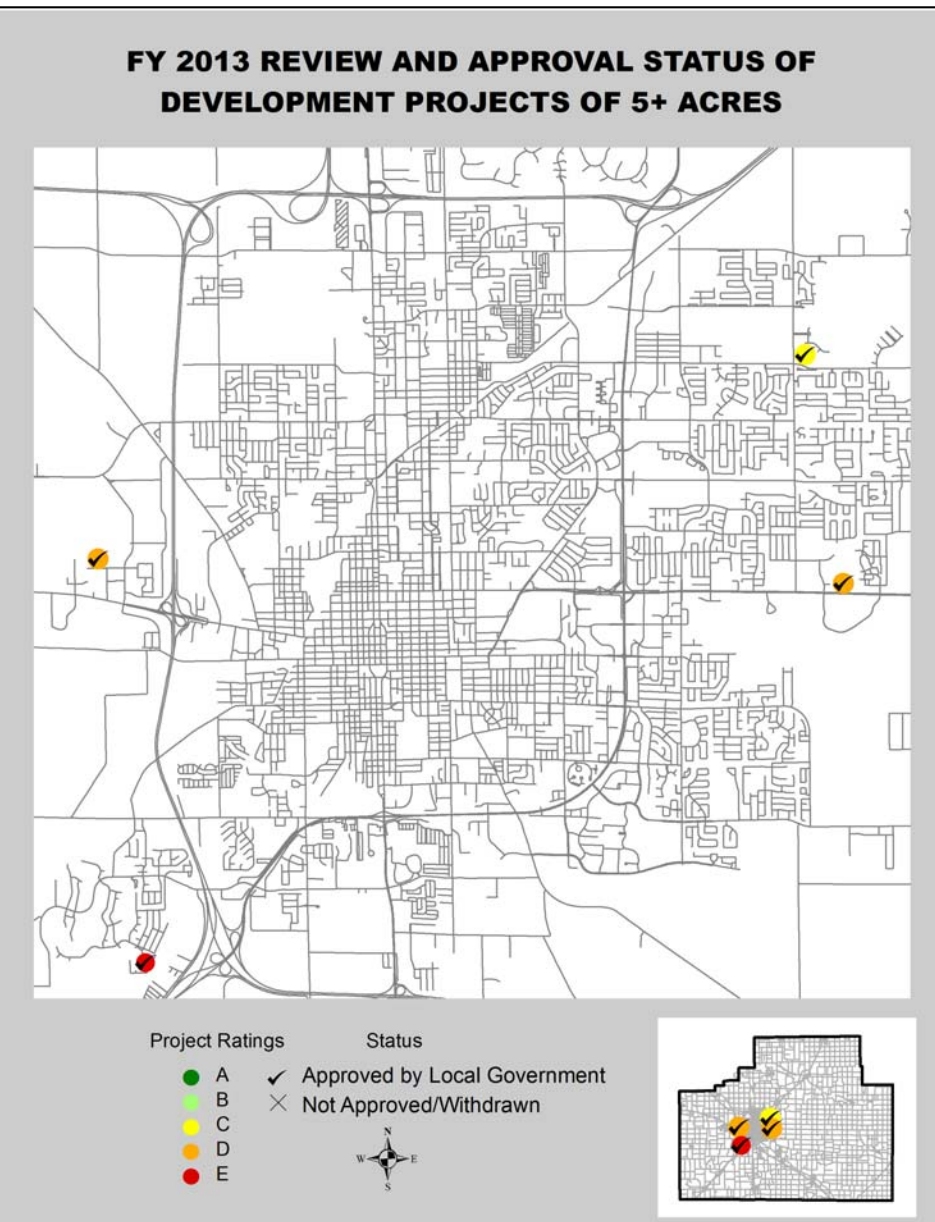 FY 2013 REVIEW AND APPROVAL STATUS OF
DEVELOPMENT PROJECTS OF 5+ ACRES
Project Ratings
A
B
C
D
E
Status
Approved by Local Government
Not Approved/Withdrawn
N
W E
S